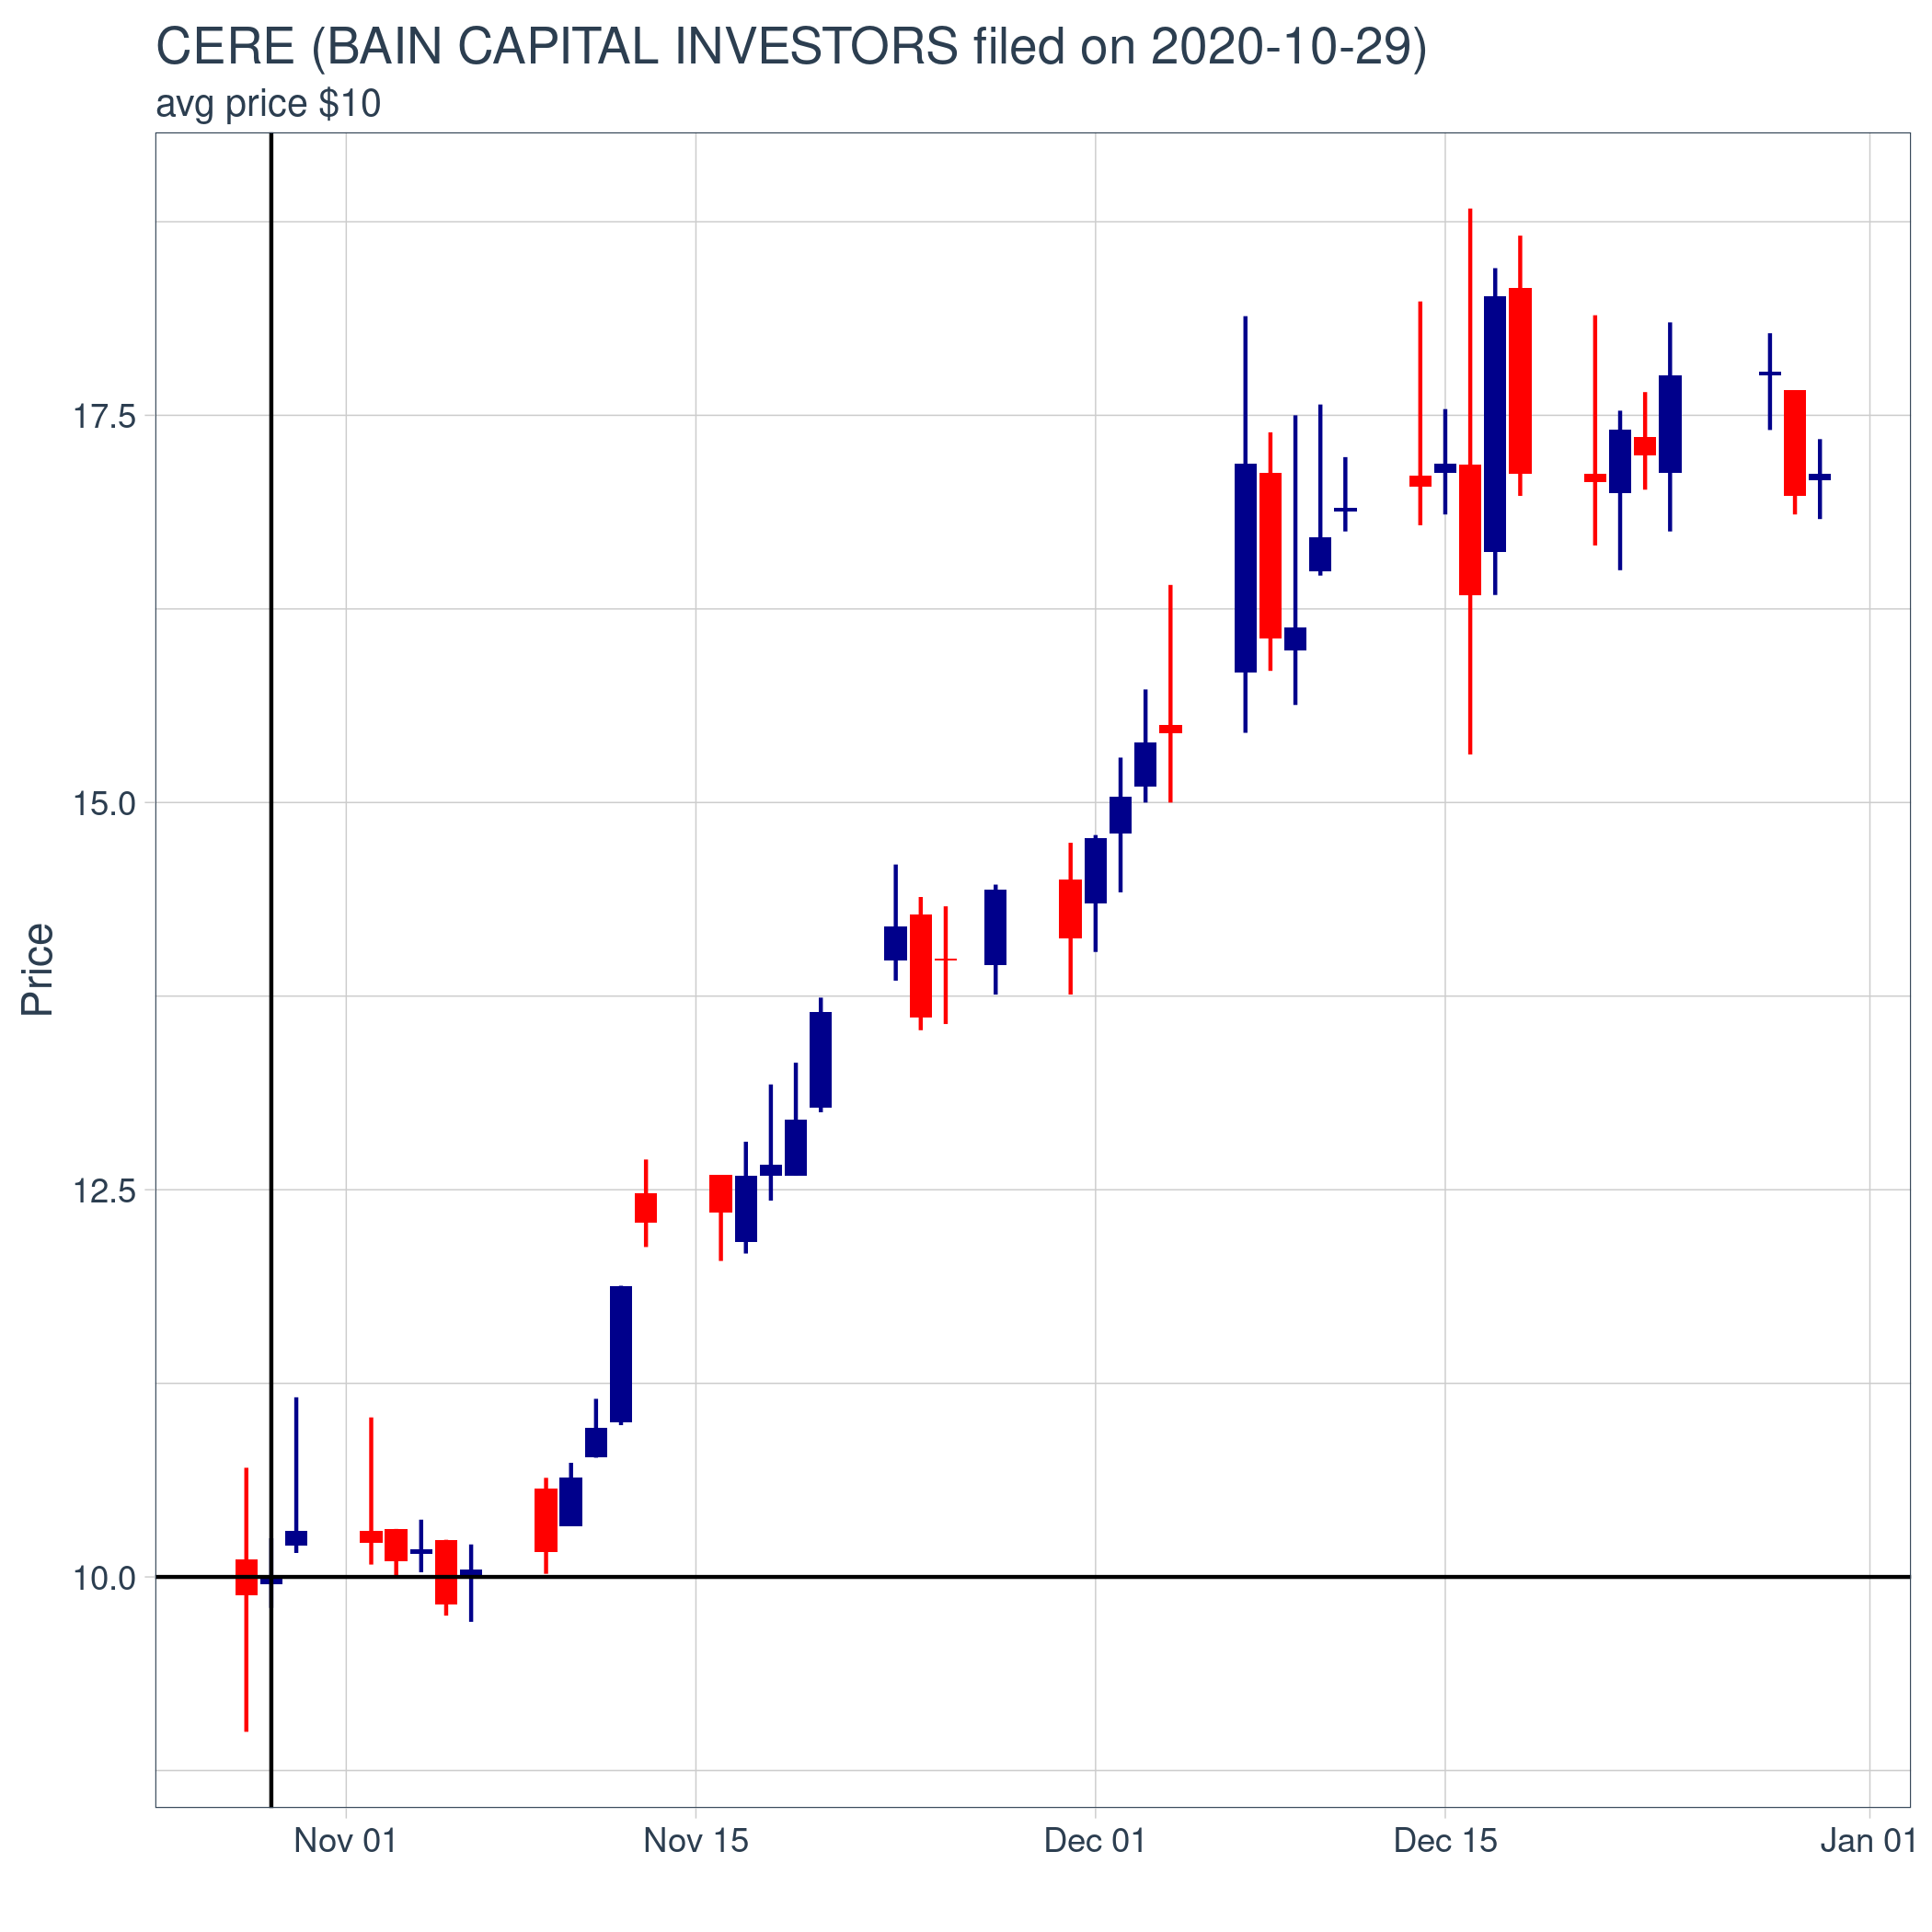 CERE (BAIN CAPITAL INVESTORS filed on 2020-10-29)
avg price $10
Price
17.5
15.0
12.5
10.0
Nov 01 Nov 15 Dec 01 Dec 15 Jan 01